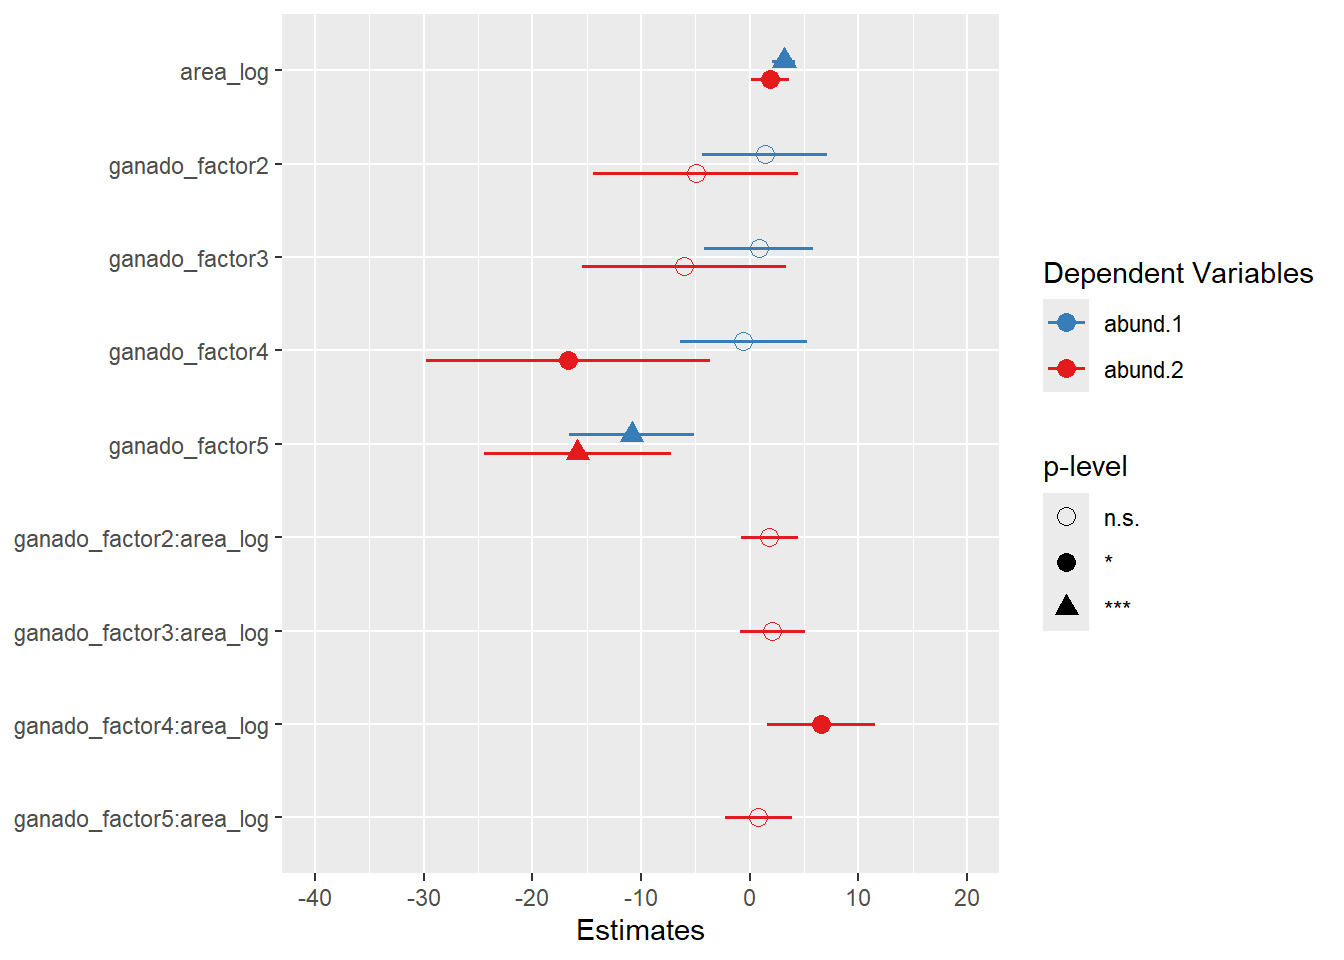 area_log
ganado_factor2
ganado_factor3
ganado_factor4
ganado_factor5
ganado_factor2:area_log
ganado_factor3:area_log
ganado_factor4:area_log
ganado_factor5:area_log
-40 -30 -20 -10 0 10 20
Estimates
Dependent Variables
abund.1
abund.2
p-level
n.s.
*
***